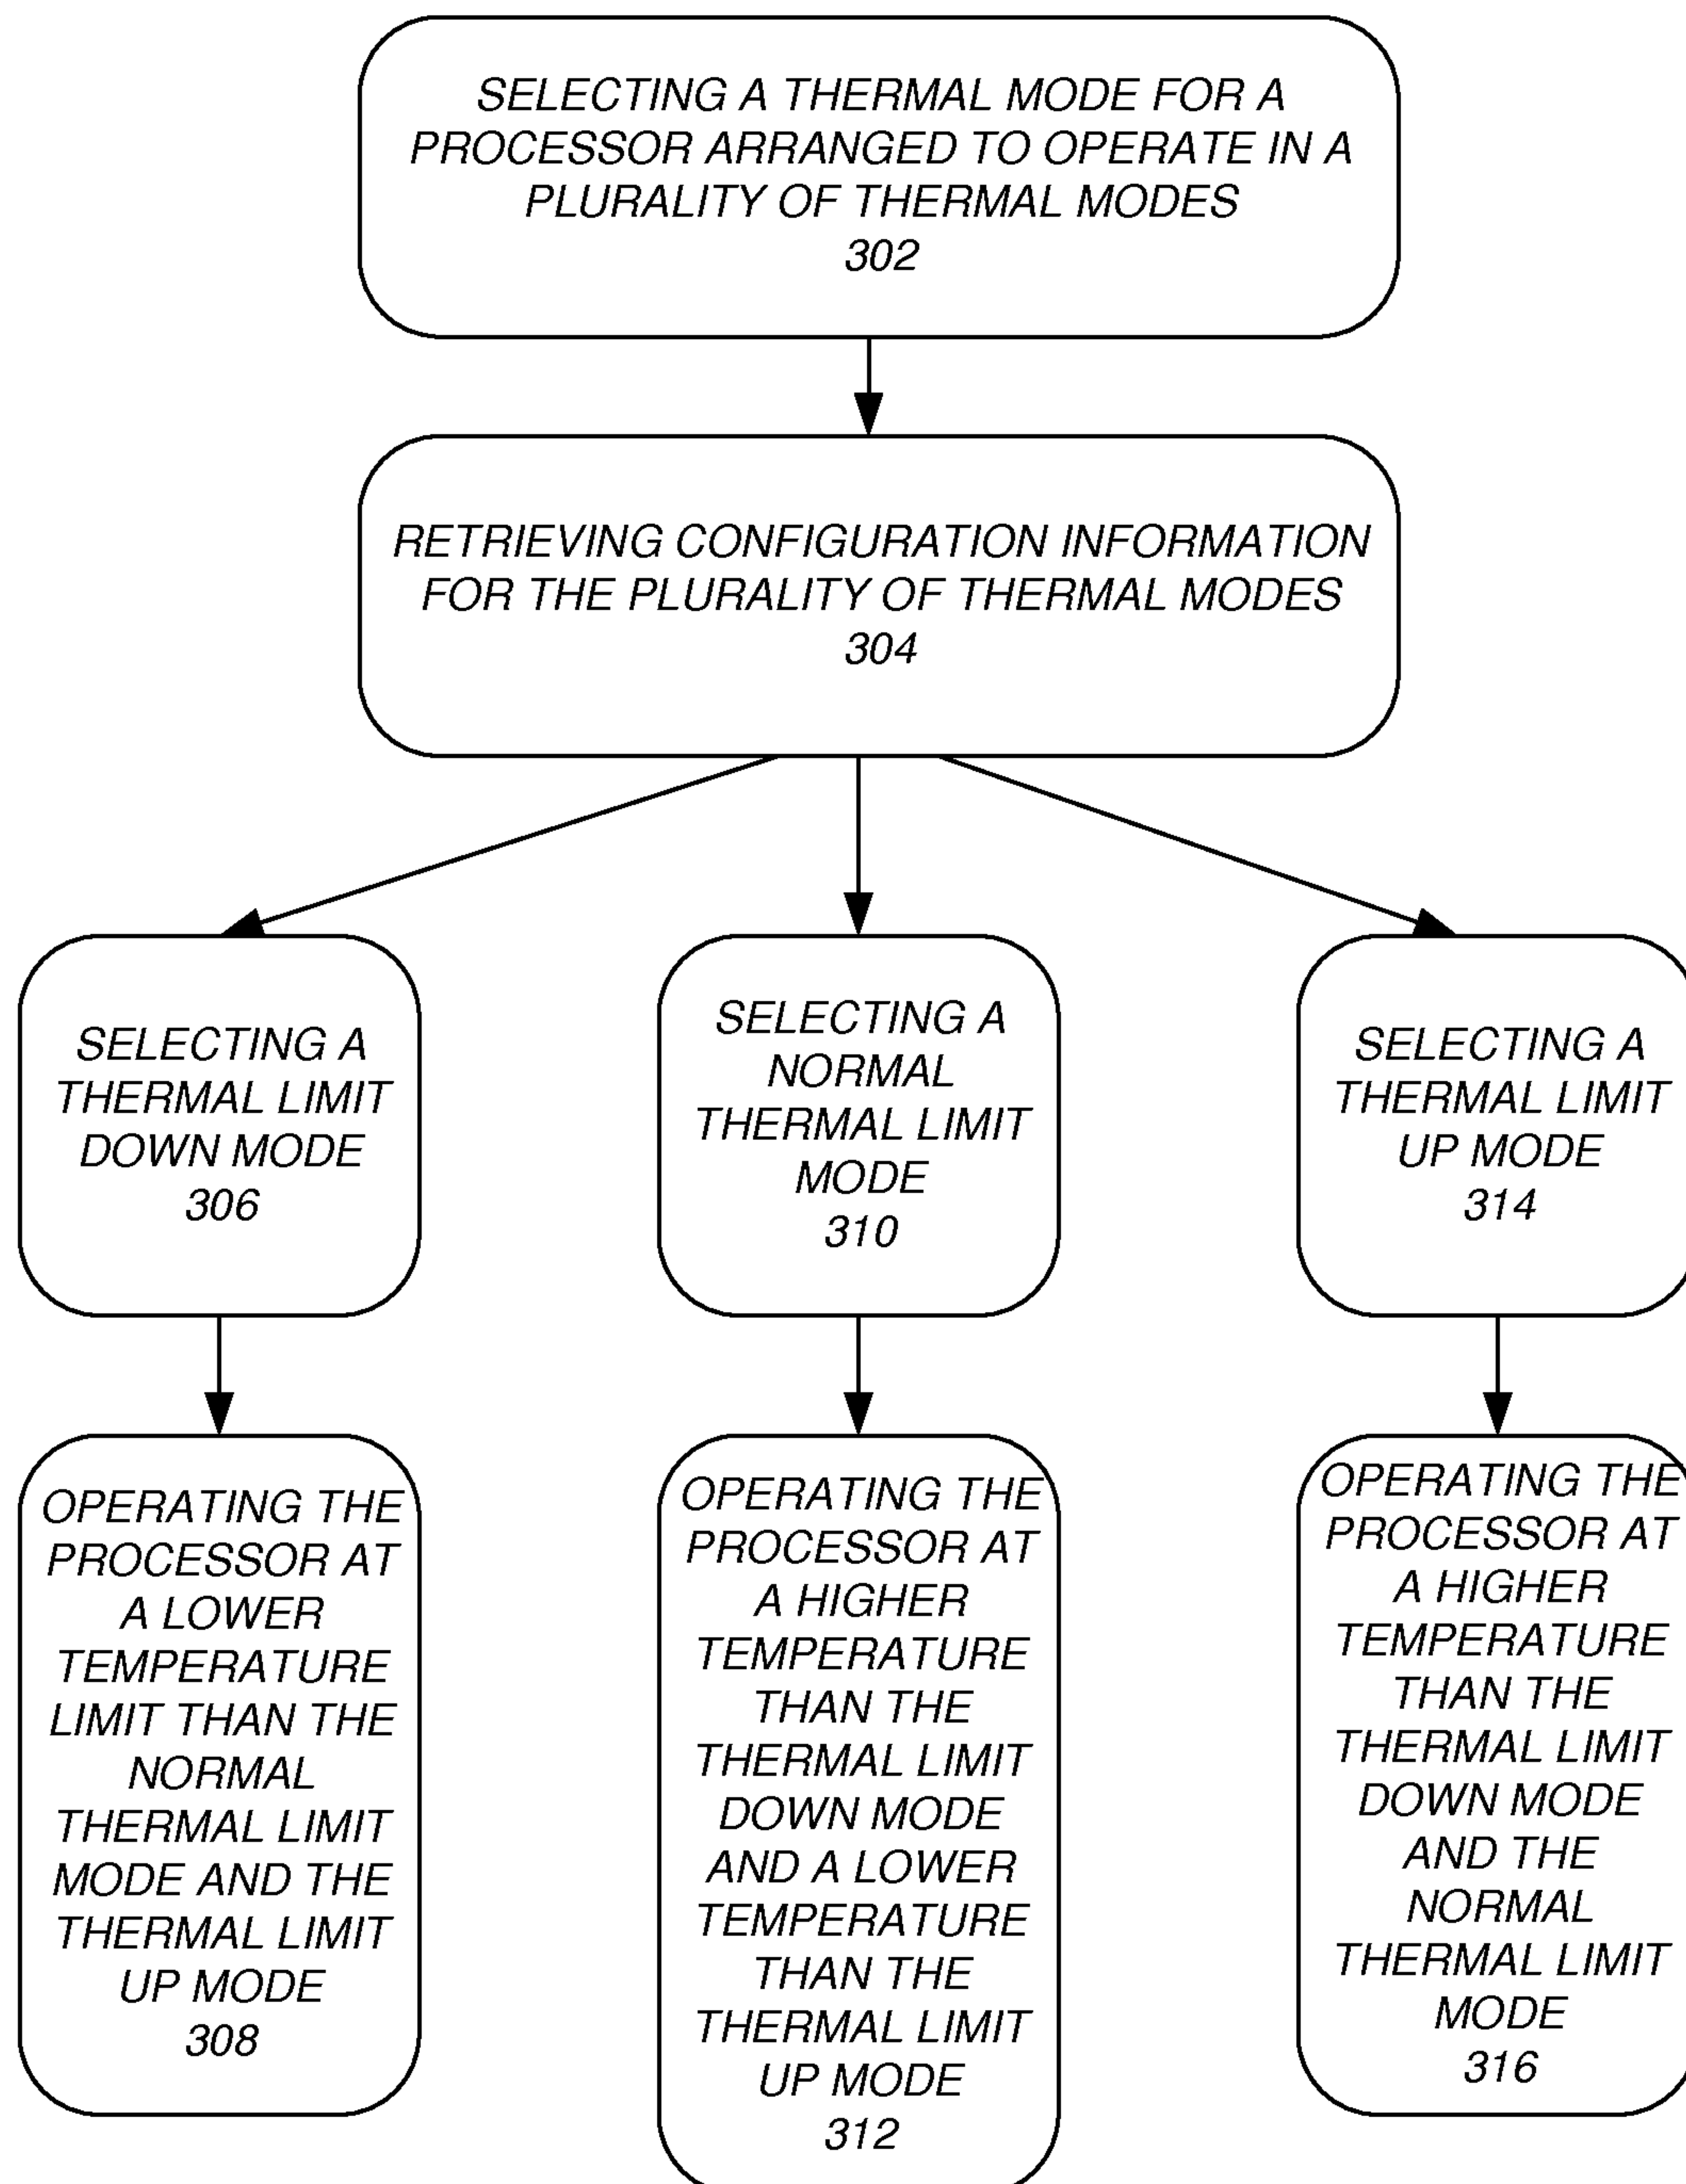 SELECTING A THERMAL MODE FOR A
PROCESSOR ARRANGED TO OPERATE IN A
PLURALITY OF THERMAL MODES
302
RETRIEVING CONFIGURATION INFORMATION
FOR THE PLURALITY OF THERMAL MODES
304
SELECTING A
THERMAL LIMIT
DOWN MODE
306
SELECTING A
NORMAL
THERMAL LIMIT
MODE
310
SELECTING A
THERMAL LIMIT
UP MODE
314
OPERATING THE
PROCESSOR AT
A LOWER
TEMPERATURE
LIMIT THAN THE
NORMAL
THERMAL LIMIT
MODE AND THE
THERMAL LIMIT
UP MODE
308
OPERATING THE
PROCESSOR AT
A HIGHER
TEMPERATURE
THAN THE
THERMAL LIMIT
DOWN MODE
AND A LOWER
TEMPERATURE
THAN THE
THERMAL LIMIT
UP MODE
312
OPERATING THE
PROCESSOR AT
A HIGHER
TEMPERATURE
THAN THE
THERMAL LIMIT
DOWN MODE
AND THE
NORMAL
THERMAL LIMIT
MODE
316